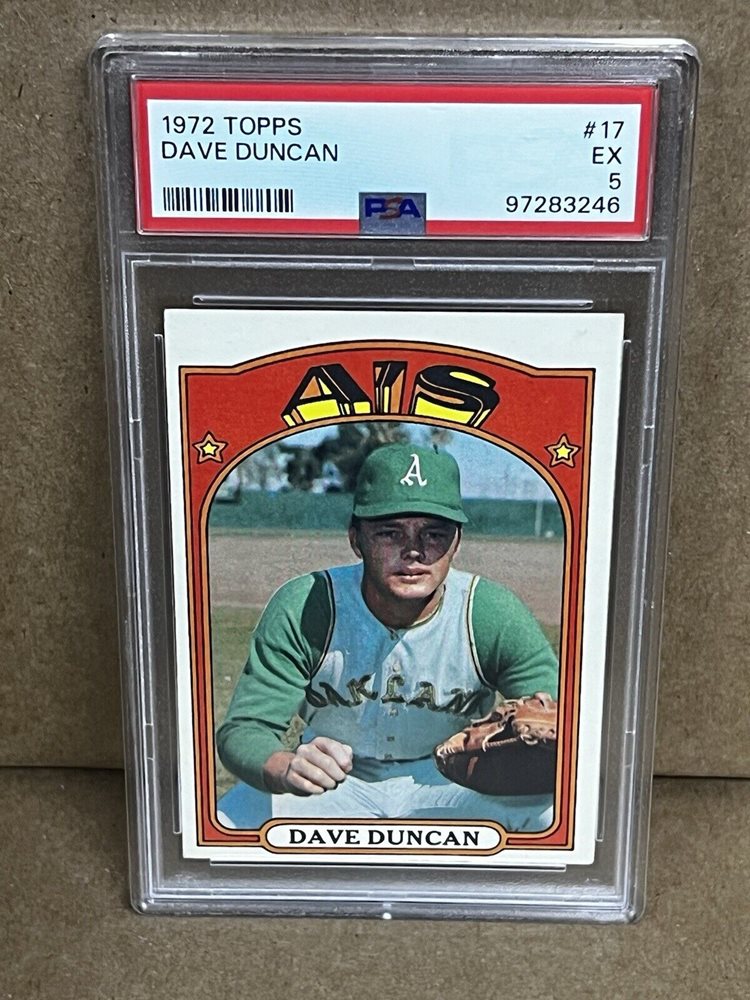 1972 TOPPS #17
DAVE DUNCAN EX
5
PSA 97283246
A'S
A
OAKLAND
DAVE DUNCAN